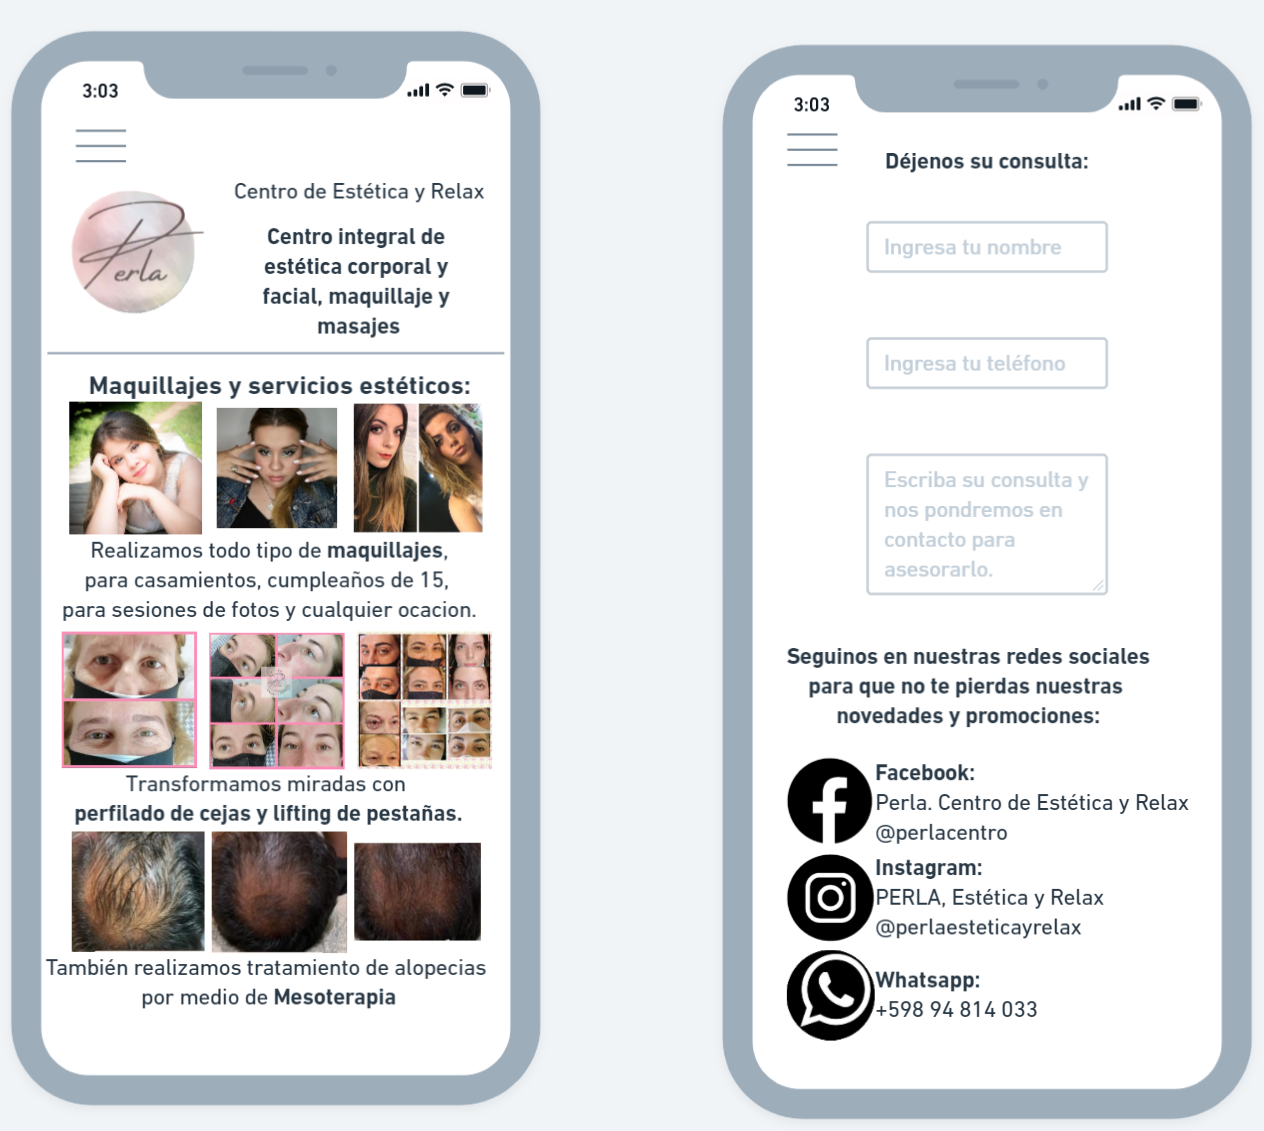 3:03
Perla
Centro de Estética y Relax
Centro integral de
estética corporal y
facial, maquillaje y
masajes
Maquillajes y servicios estéticos:
Realizamos todo tipo de maquillajes,
para casamientos, cumpleaños de 15,
para sesiones de fotos y cualquier ocacion.
Transformamos miradas con
perfilado de cejas y lifting de pestañas.
También realizamos tratamiento de alopecias
por medio de Mesoterapia
3:03
Déjenos su consulta:
Ingresa tu nombre
Ingresa tu teléfono
Escriba su consulta y
nos pondremos en
contacto para
asesorarlo.
Seguinos en nuestras redes sociales
para que no te pierdas nuestras
novedades y promociones:
Facebook:
Perla. Centro de Estética y Relax
@perlacentro
Instagram:
PERLA, Estética y Relax
@perlaesteticayrelax
Whatsapp:
+598 94 814 033